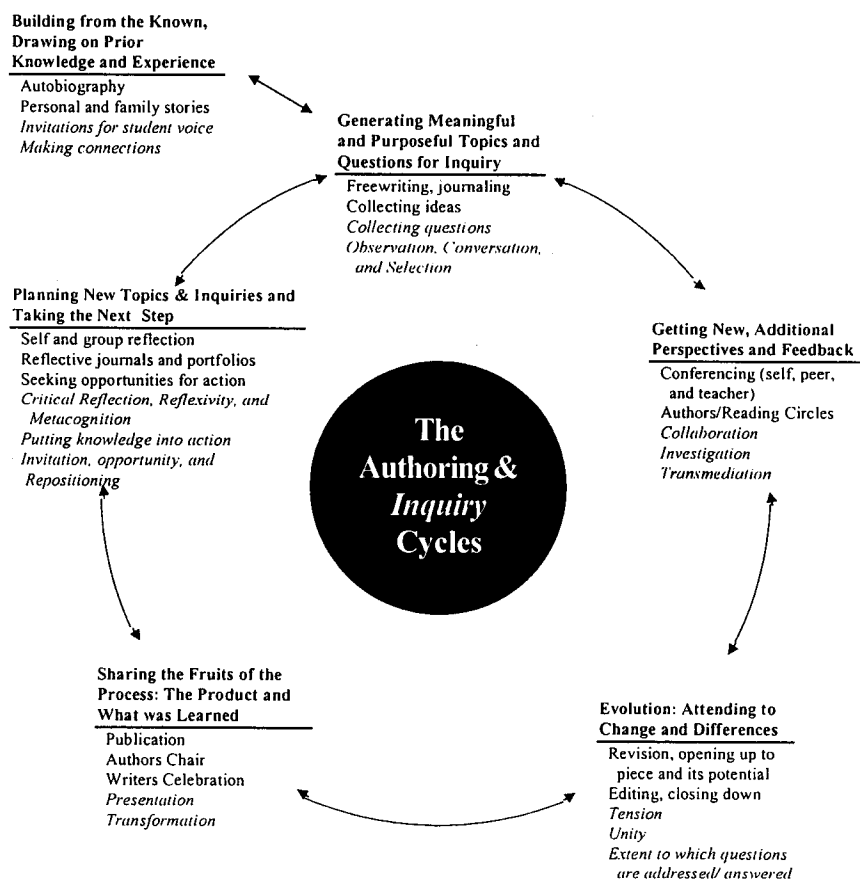 Building from the Known,
Drawing on Prior
Knowledge and Experience
Autobiography
Personal and family stories
Invitations for student voice
Making connections
Generating Meaningful
and Purposeful Topics and
Questions for Inquiry
Freewriting, journaling
Collecting ideas
Collecting questions
Observation, Conversation,
and Selection
Planning New Topics & Inquiries and
Taking the Next Step
Self and group reflection
Reflective journals and portfolios
Seeking opportunities for action
Critical Reflection, Reflexivity, and
Metacognition
Putting knowledge into action
Invitation, opportunity, and
Repositioning
Getting New, Additional
Perspectives and Feedback
Conferencing (self, peer,
and teacher)
Authors/Reading Circles
Collaboration
Investigation
Transmediation
The
Authoring &
Inquiry
Cycles
Sharing the Fruits of the
Process: The Product and
What was Learned
Publication
Authors Chair
Writers Celebration
Presentation
Transformation
Evolution: Attending to
Change and Differences
Revision, opening up to
piece and its potential
Editing, closing down
Tension
Unity
Extent to which questions
are addressed/ answered